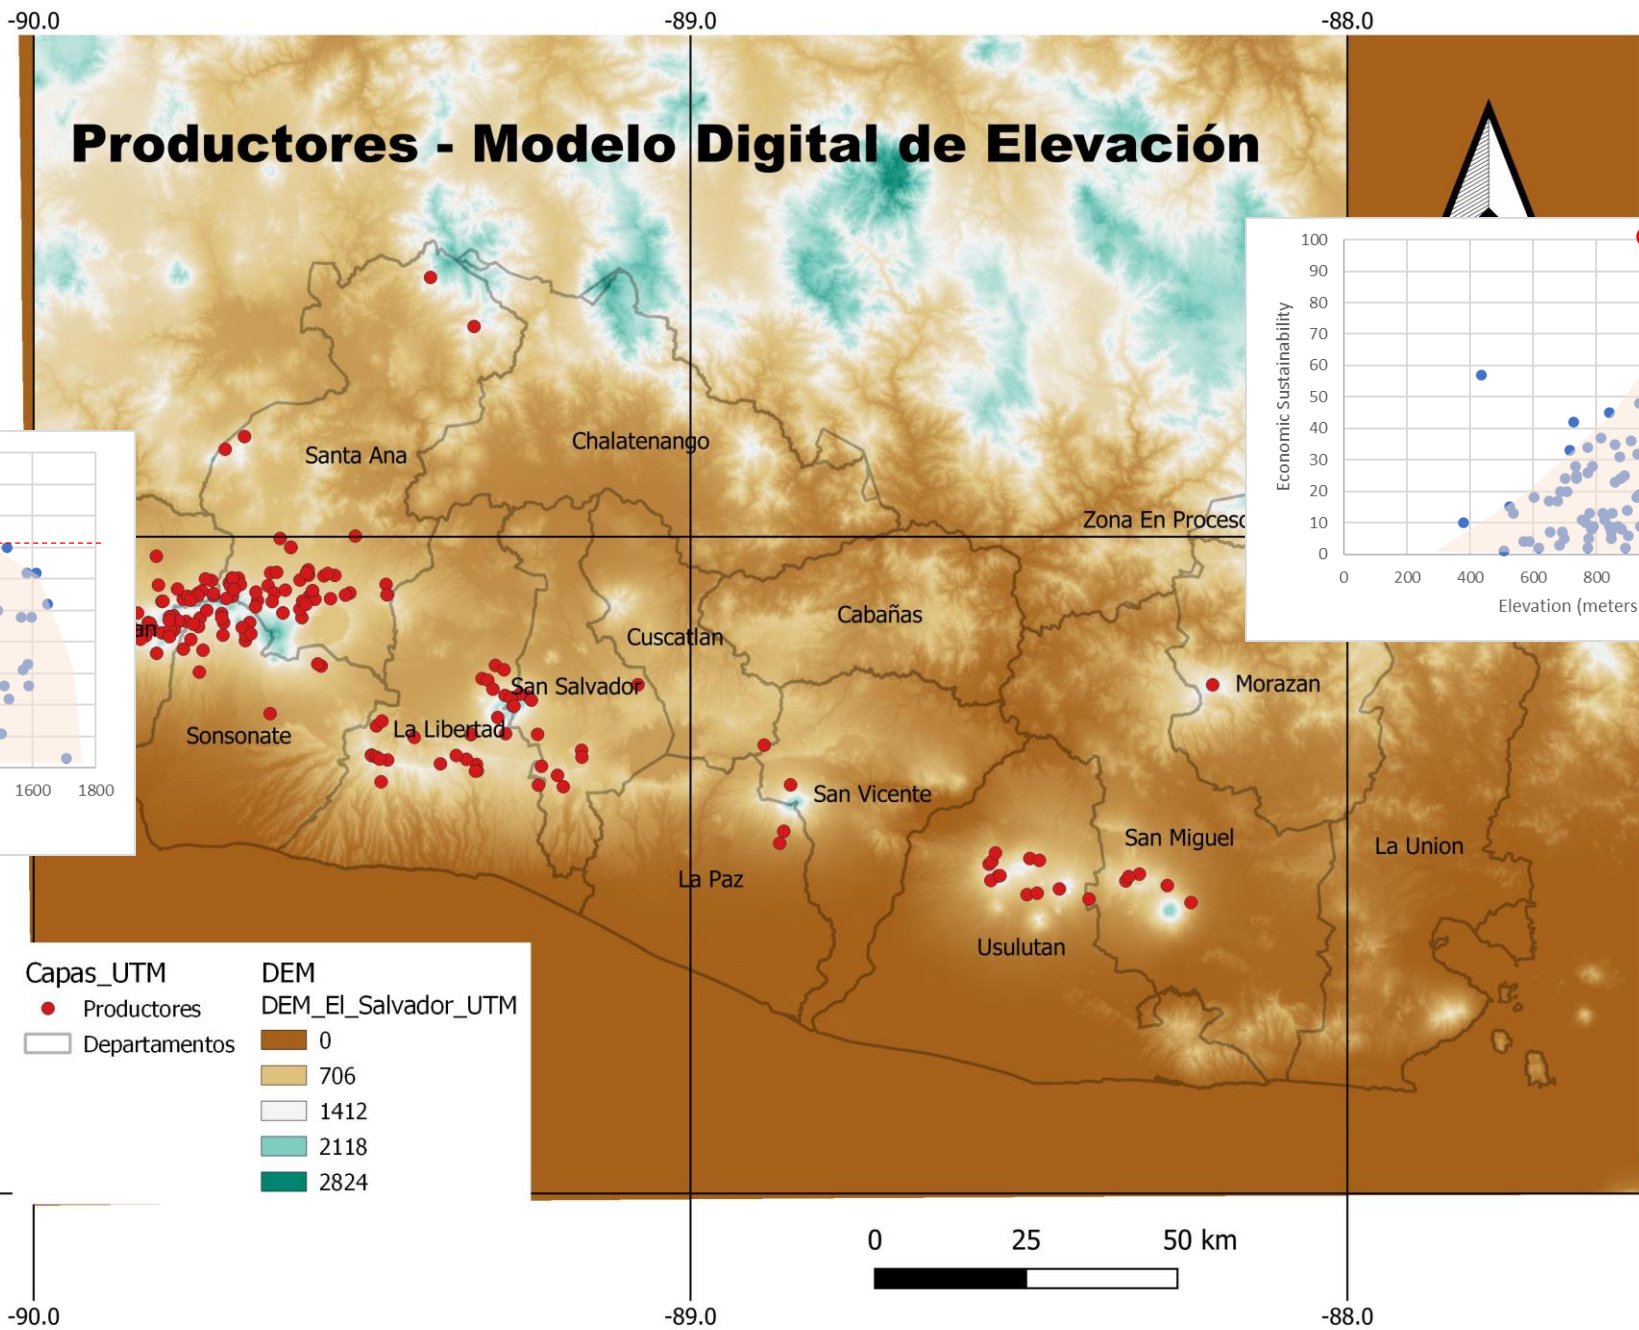 -90.0
-89.0
-88.0
Productores - Modelo Digital de Elevación
100
90
80
70
60
50
40
30
20
10
0
Economic Sustainability
0
200
400
600
800
Elevation (meters
Santa Ana
Chalatenango
Zona En Proceso
Cabañas
Cuscatlan
an
San Salvador
Morazan
La Libertad
Sonsonate
1600
1800
San Vicente
San Miguel
La Union
La Paz
Usulutan
Capas_UTM
Productores
Departamentos
DEM
DEM_El_Salvador_UTM
0
706
1412
2118
2824
0
25
50 km
-90.0
-89.0
-88.0